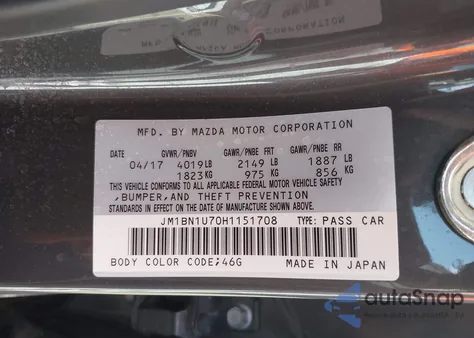 MFD. BY MAZDA MOTOR CORPORATION
DATE GVWR/PNBV GAWR/PNBE FRT GAWR/PNBE RR
04/17 4019LB 2149 LB 1887 LB
1823KG 975 KG 856 KG
THIS VEHICLE CONFORMS TO ALL APPLICABLE FEDERAL MOTOR VEHICLE SAFETY
,BUMPER,AND THEFT PREVENTION
STANDARDS IN EFFECT ON THE DATE OF MANUFACTURE SHOWN ABOVE.
JM1BN1U70H1151708 TYPE: PASS CAR
BODY COLOR CODE;46G MADE IN JAPAN
autoSnap